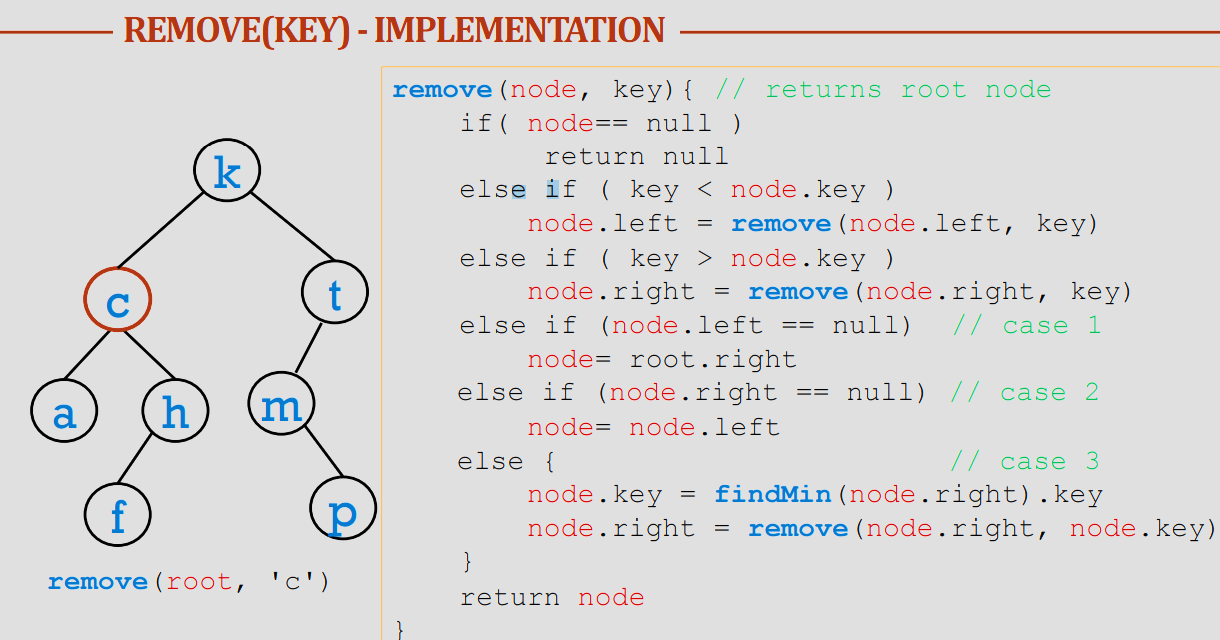 REMOVE(KEY) - IMPLEMENTATION
k
c
t
a
h
m
f
p
remove(root, 'c')
remove(node, key){ // returns root node
if( node== null )
return null
else if ( key < node.key )
node.left = remove(node.left, key)
else if ( key > node.key )
node.right = remove(node.right, key)
else if (node.left == null) // case 1
node= root.right
else if (node.right == null) // case 2
node= node.left
else { // case 3
node.key = findMin(node.right).key
node.right = remove(node.right, node.key)
}
return node
}